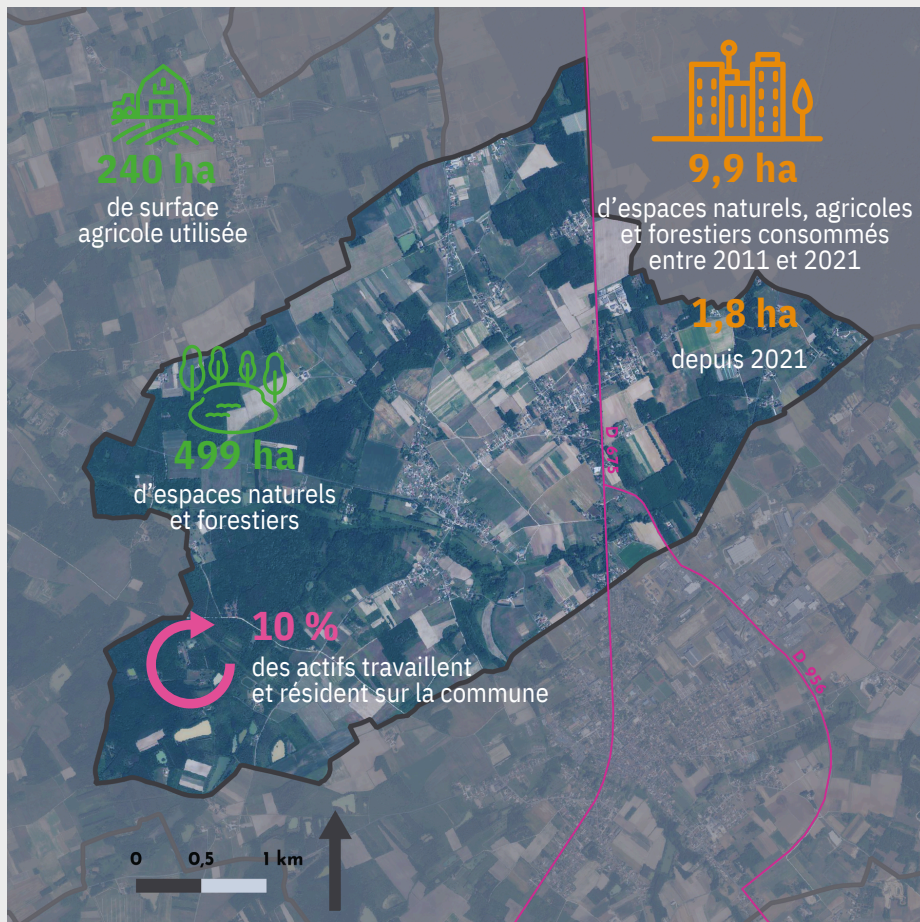 240 ha
de surface
agricole utilisée
9,9 ha
d'espaces naturels, agricoles
et forestiers consommés
entre 2011 et 2021
1,8 ha
depuis 2021
499 ha
d'espaces naturels
et forestiers
D 675
10 %
des actifs travaillent
et résident sur la commune
D 956
0 0,5 1 km